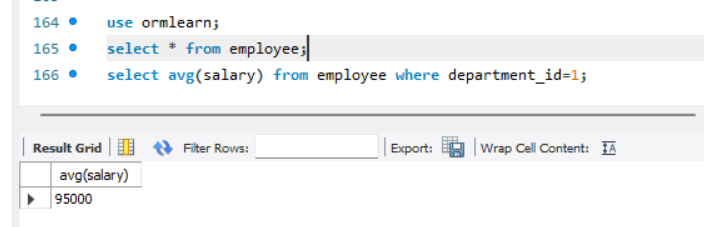 164 use ormlearn;
165 select * from employee;
166 select avg(salary) from employee where department_id=1;
Result Grid Filter Rows: Export: Wrap Cell Content: IA
avg(salary)
95000